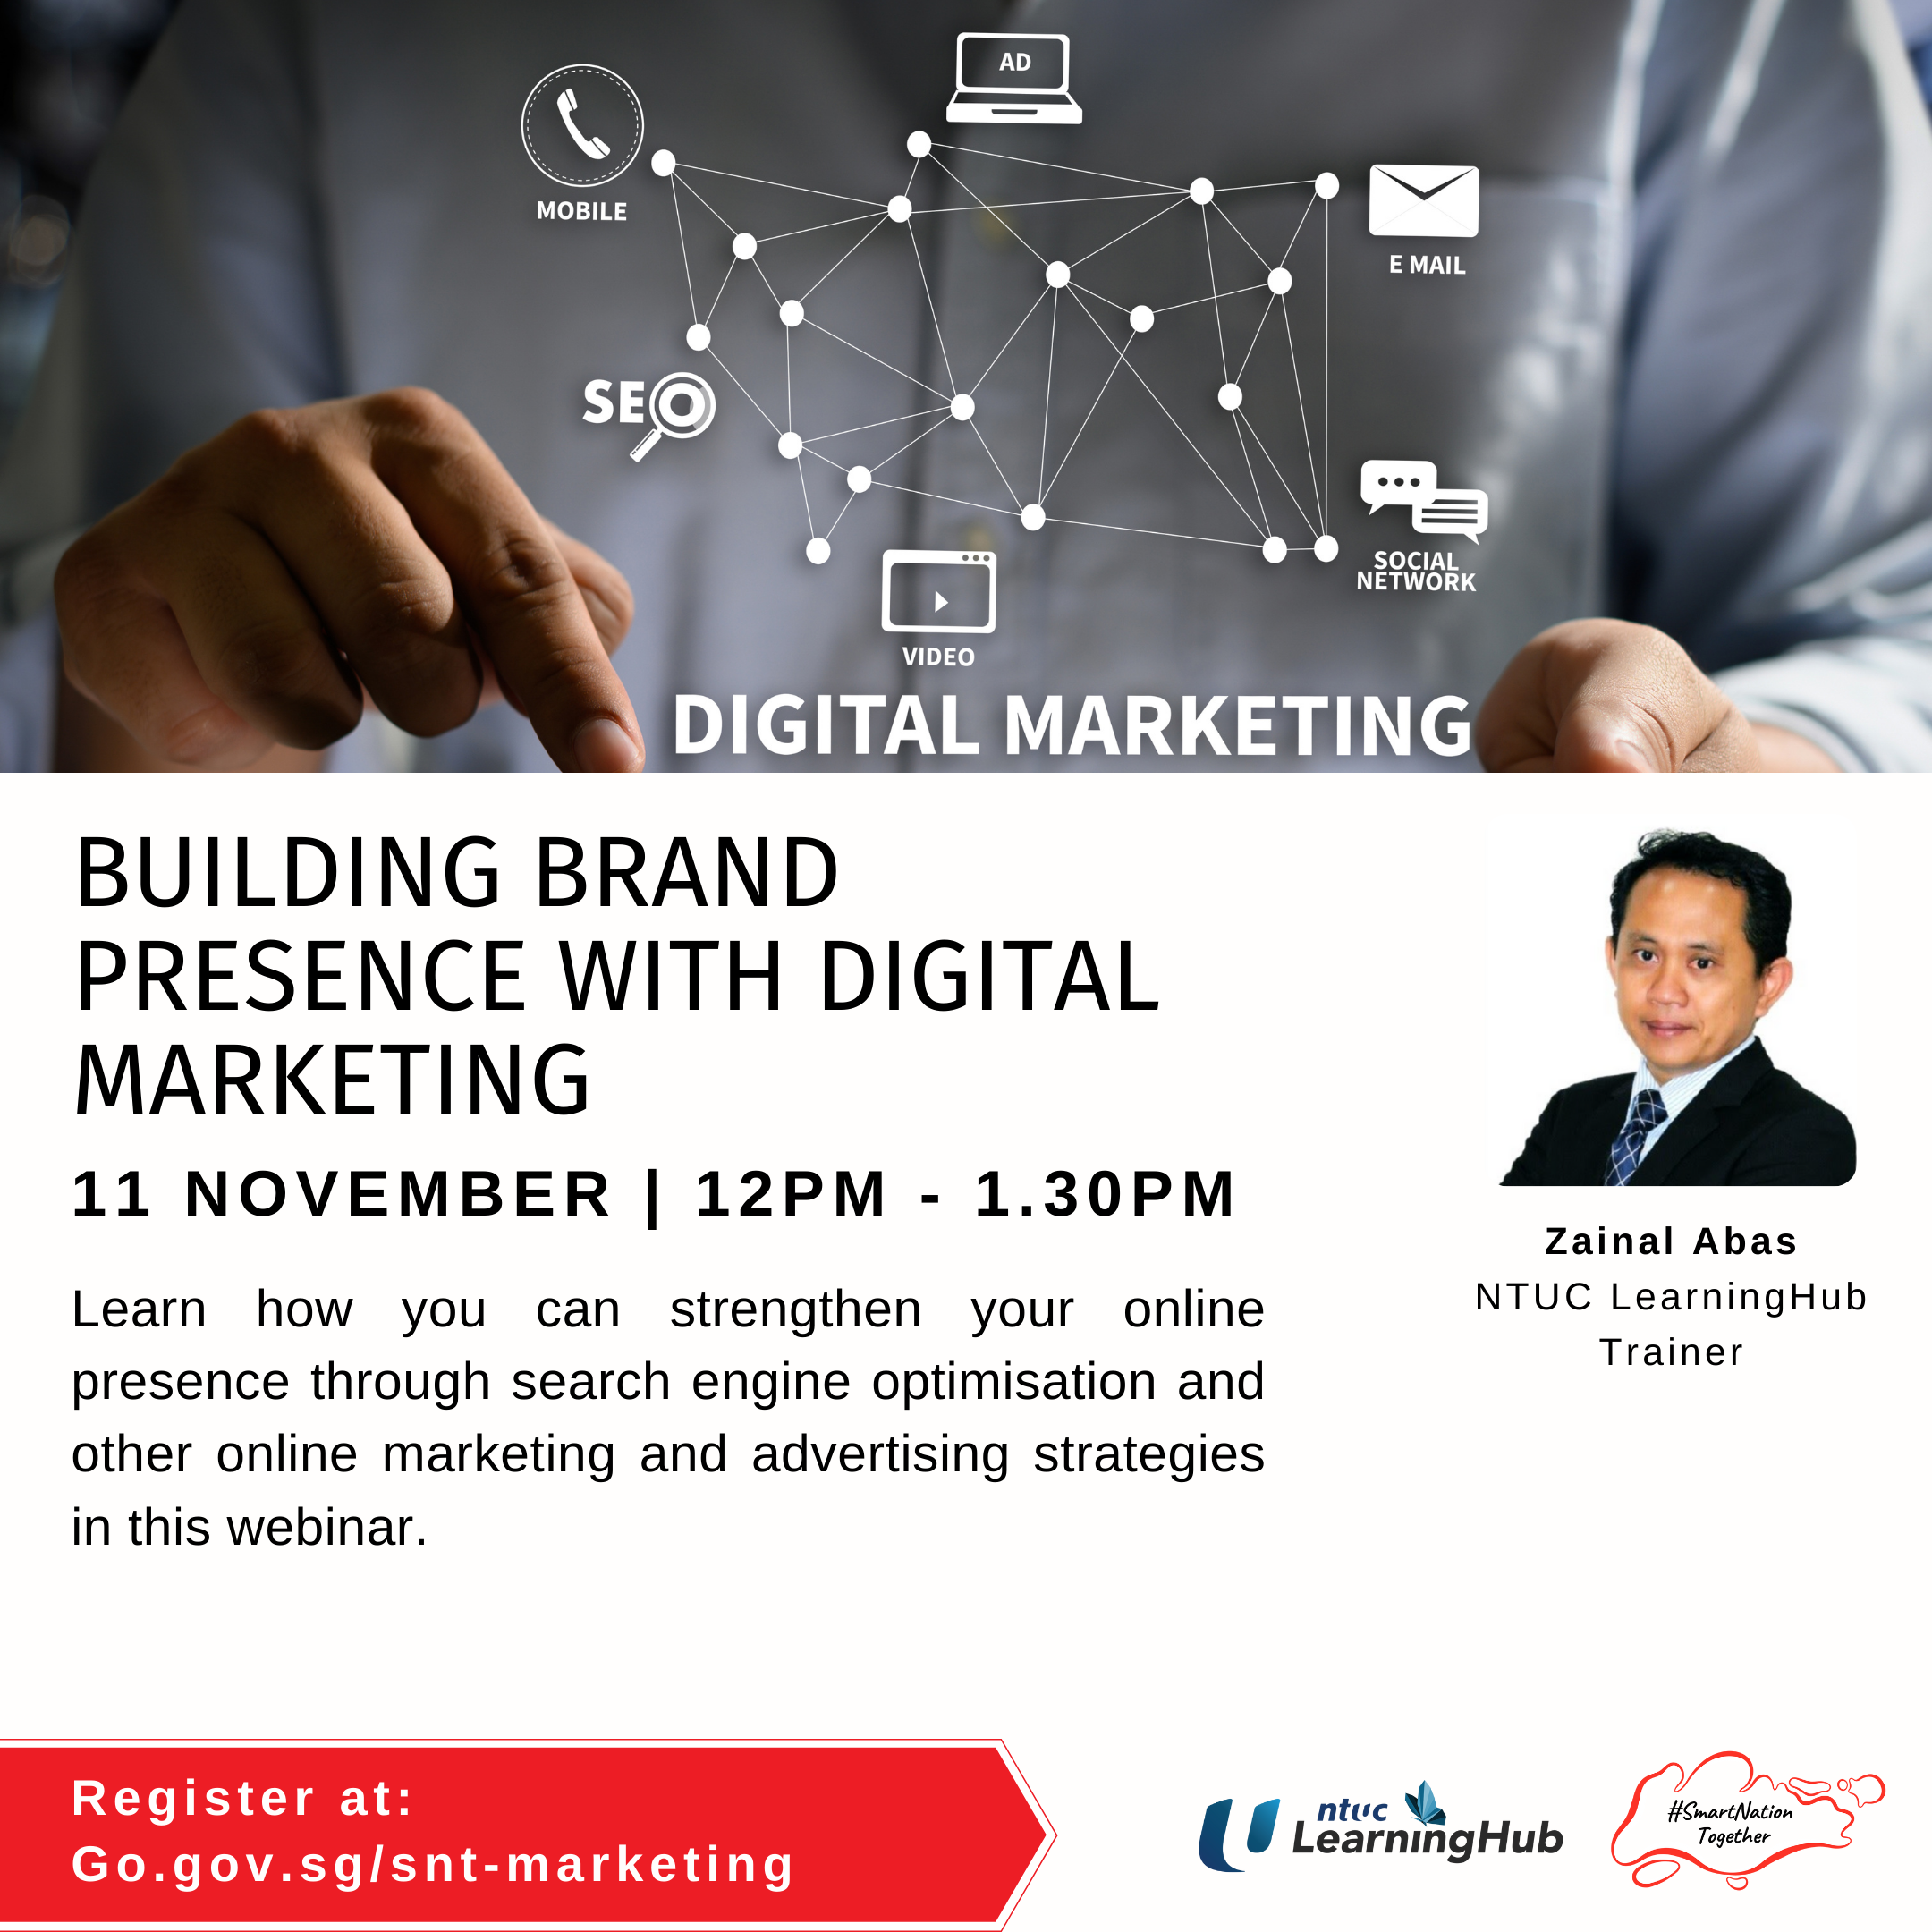 AD
MOBILE
E MAIL
SEO
SOCIAL
NETWORK
VIDEO
DIGITAL MARKETING
BUILDING BRAND
PRESENCE WITH DIGITAL
MARKETING
11 NOVEMBER | 12PM - 1.30PM
Learn how you can strengthen your online
presence through search engine optimisation and
other online marketing and advertising strategies
in this webinar.
Zainal Abas
NTUC LearningHub
Trainer
Register at:
Go.gov.sg/snt-marketing
ntuc
LearningHub
#SmartNation
Together